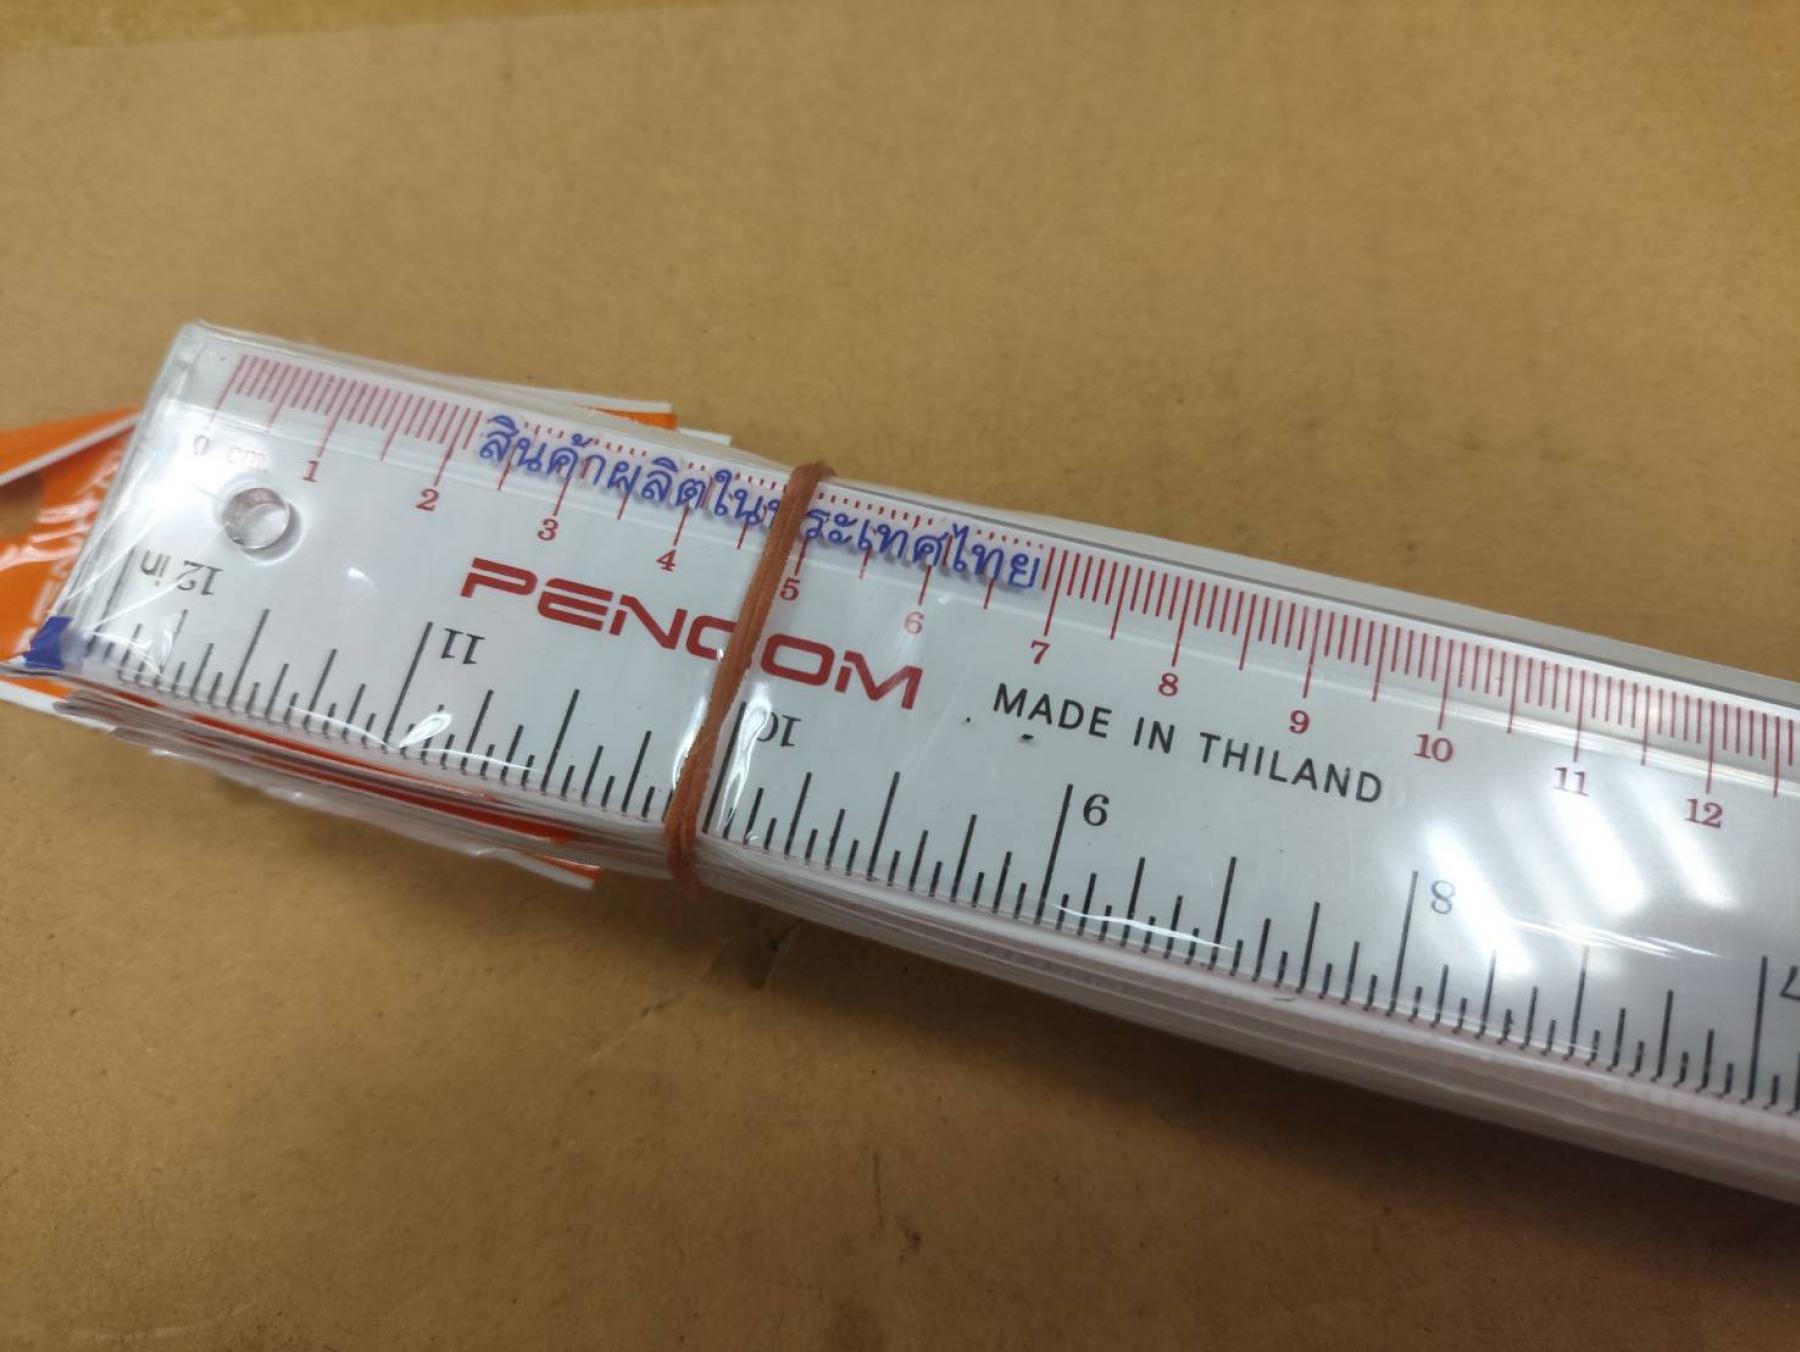 0 cm 1 2 3 4 5 6 7 8 9 10 11 12
สินค้าผลิตในประเทศไทย
PENCOM
MADE IN THILAND
12 in 11 10 6 8